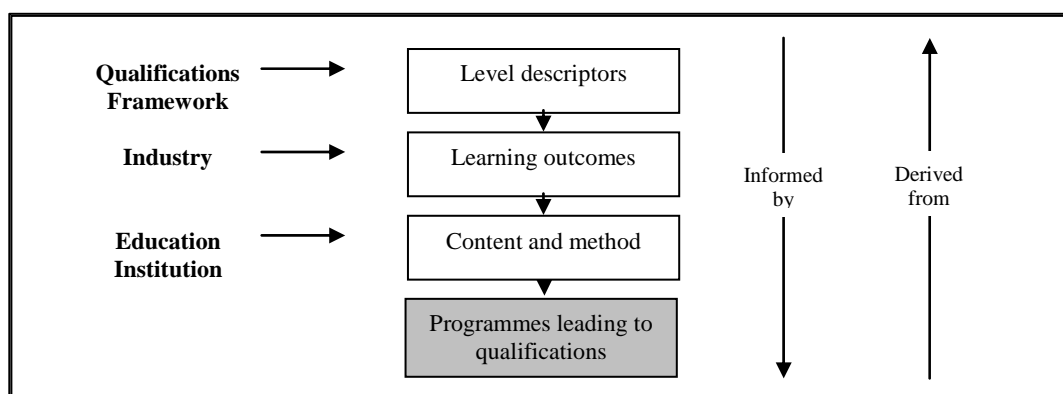 Qualifications
Framework
Level descriptors
Industry
Learning outcomes
Education
Institution
Content and method
Programmes leading to
qualifications
Informed
by
Derived
from